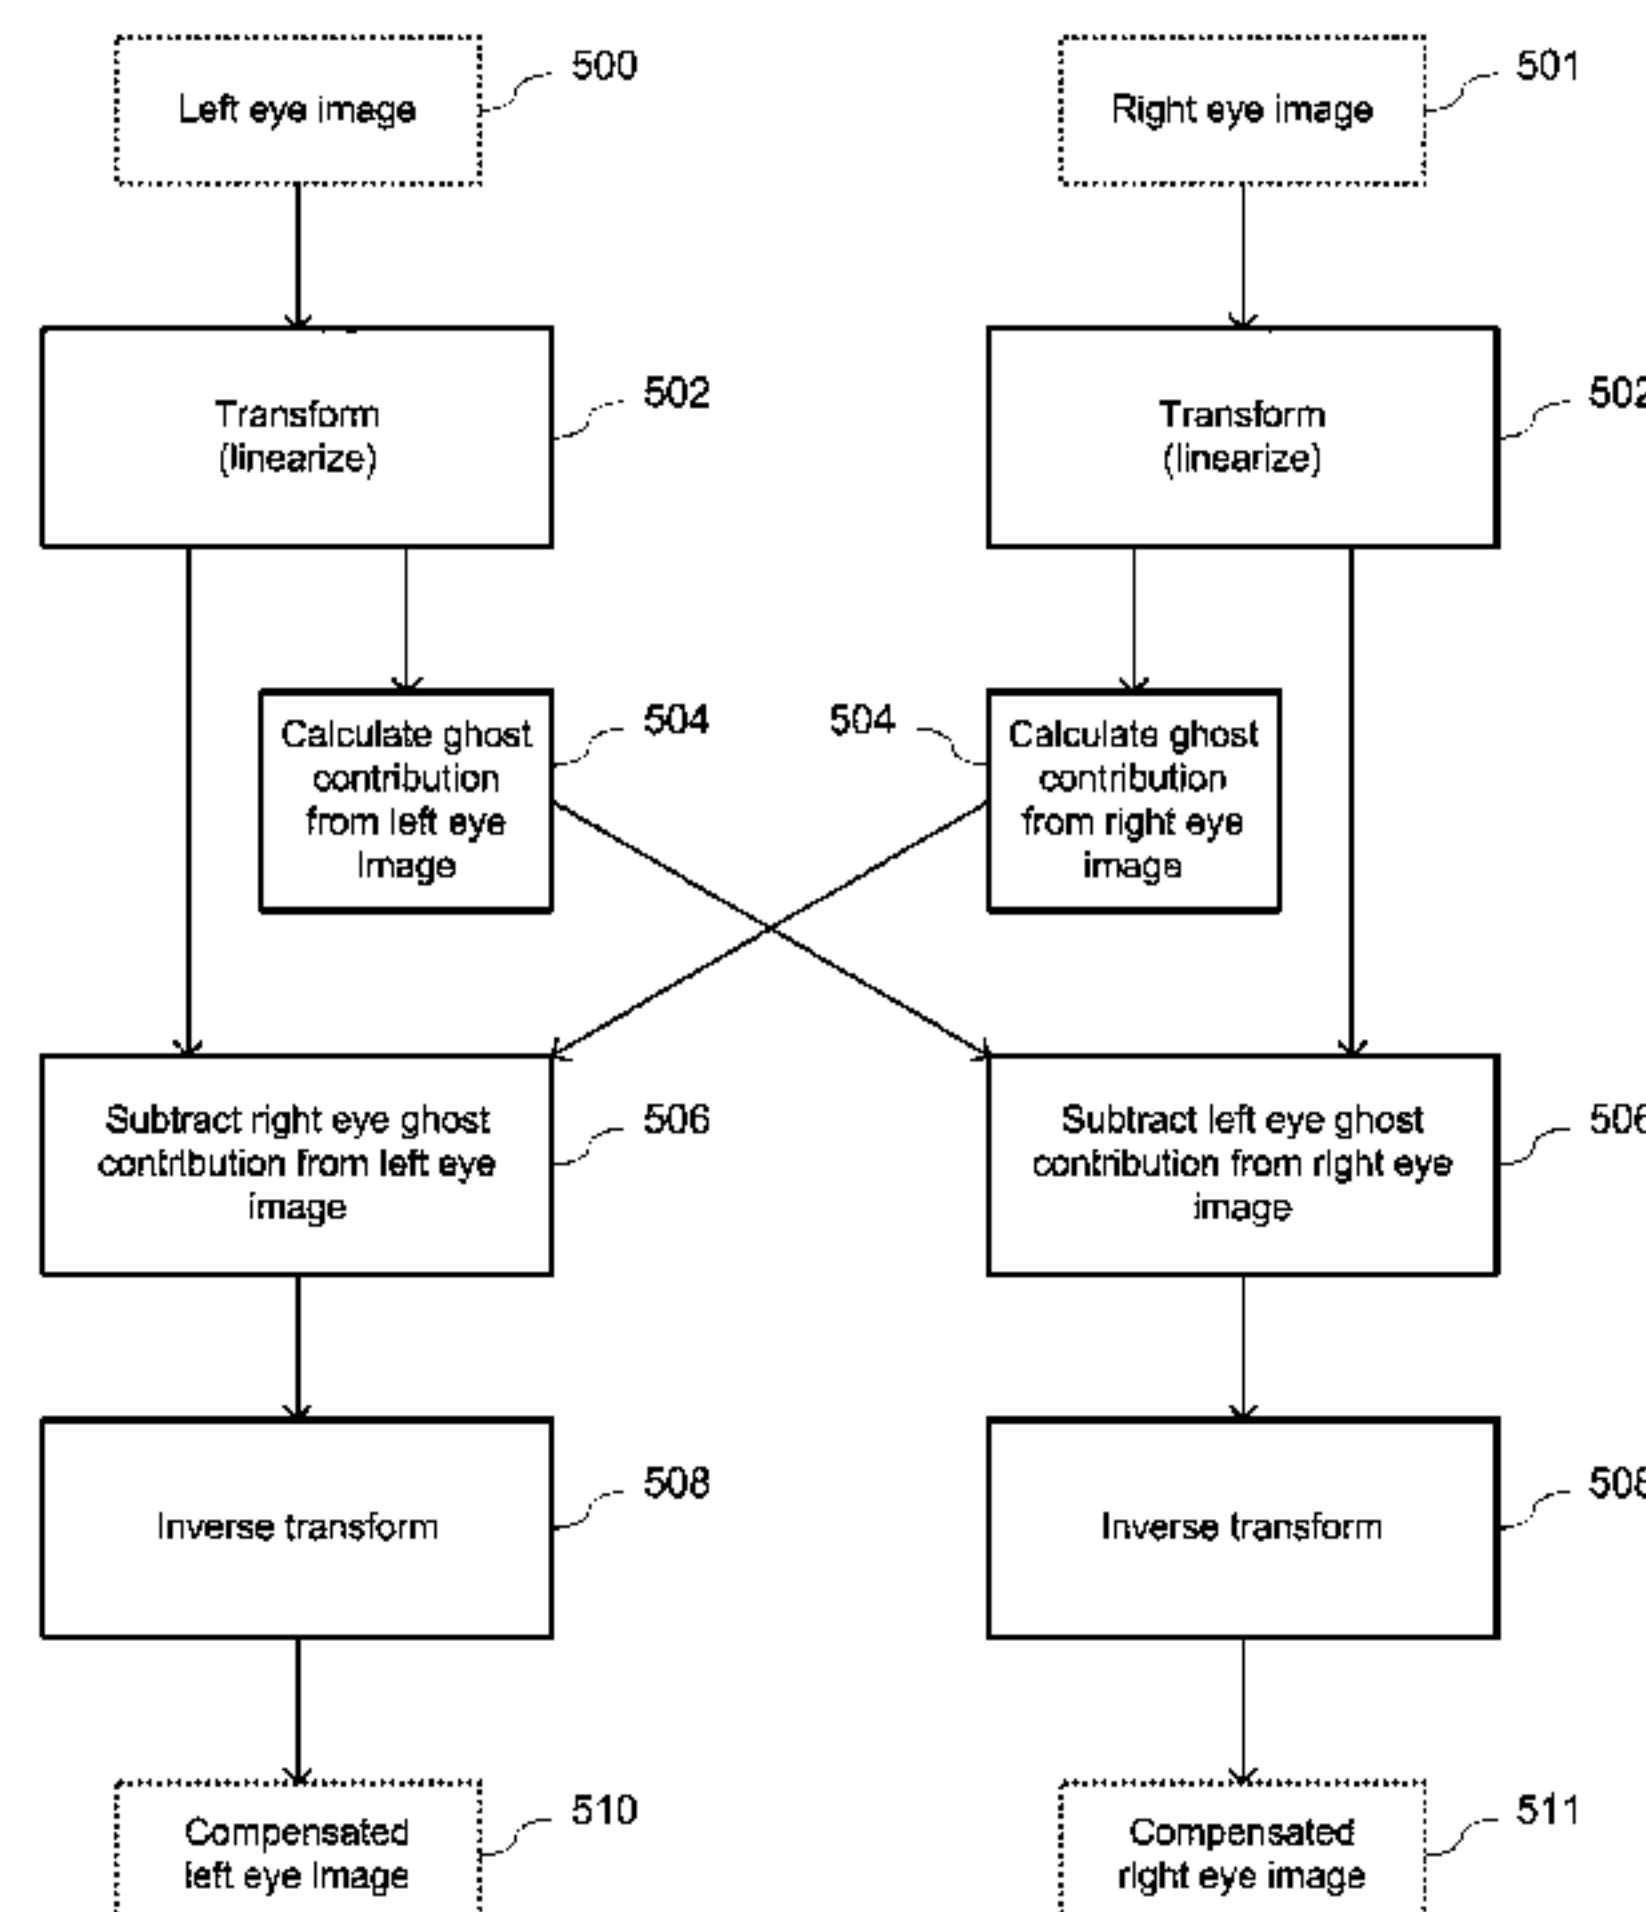 Left eye image
500
Right eye image
501
Transform
(linearize)
502
Transform
(linearize)
502
Calculate ghost
contribution
from left eye
image
504
504
Calculate ghost
contribution
from right eye
image
Subtract right eye ghost
contribution from left eye
image
506
Subtract left eye ghost
contribution from right eye
image
506
Inverse transform
508
Inverse transform
508
Compensated
left eye image
510
Compensated
right eye image
511